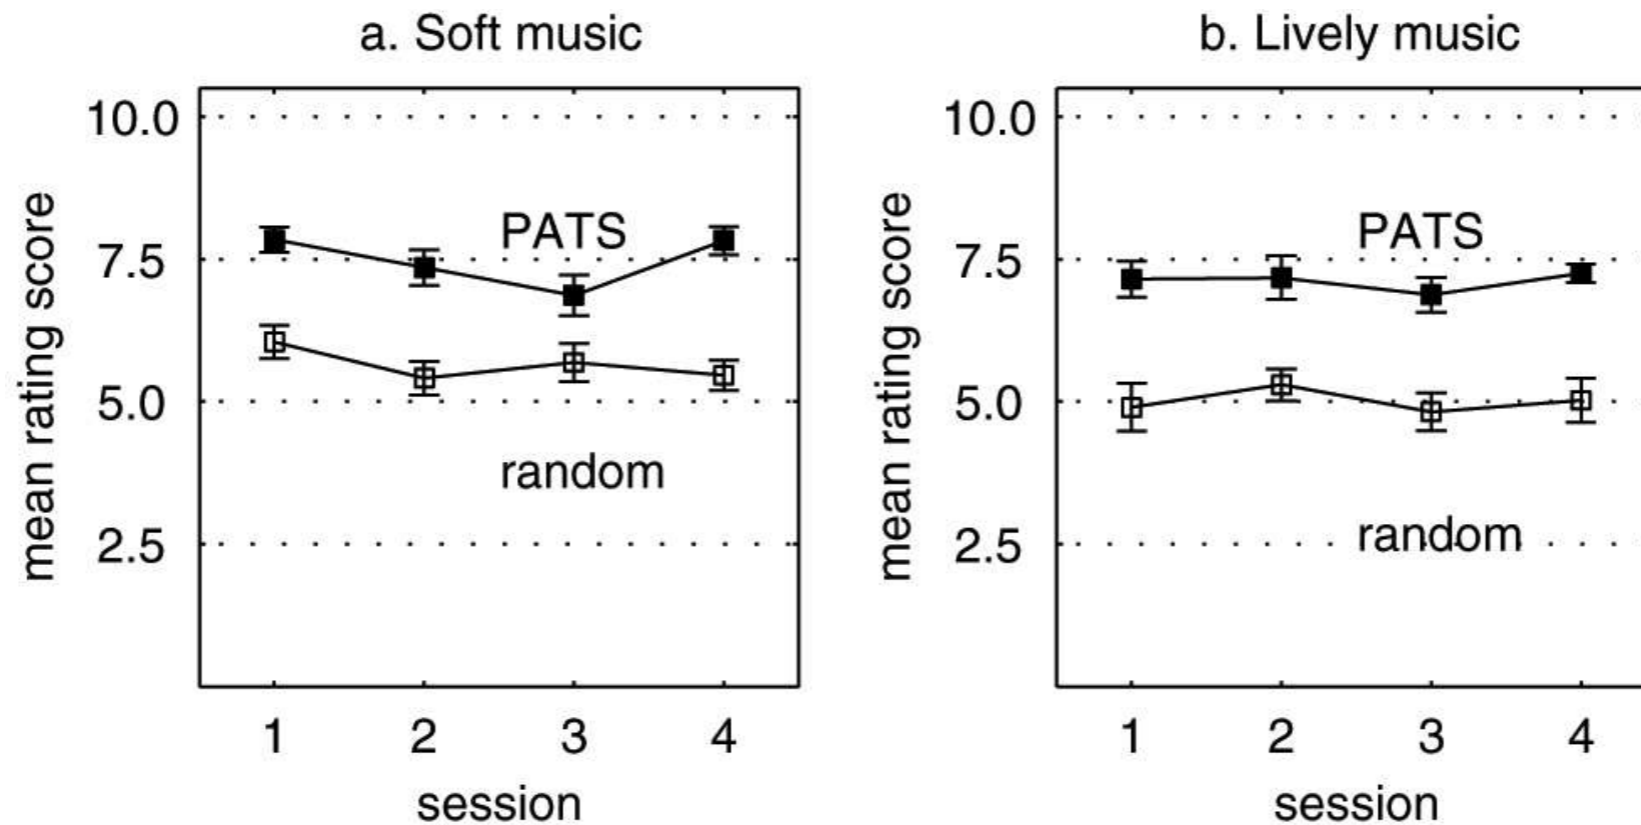 a. Soft music
mean rating score
10.0
7.5
5.0
2.5
PATS
random
1 2 3 4
session
b. Lively music
mean rating score
10.0
7.5
5.0
2.5
PATS
random
1 2 3 4
session